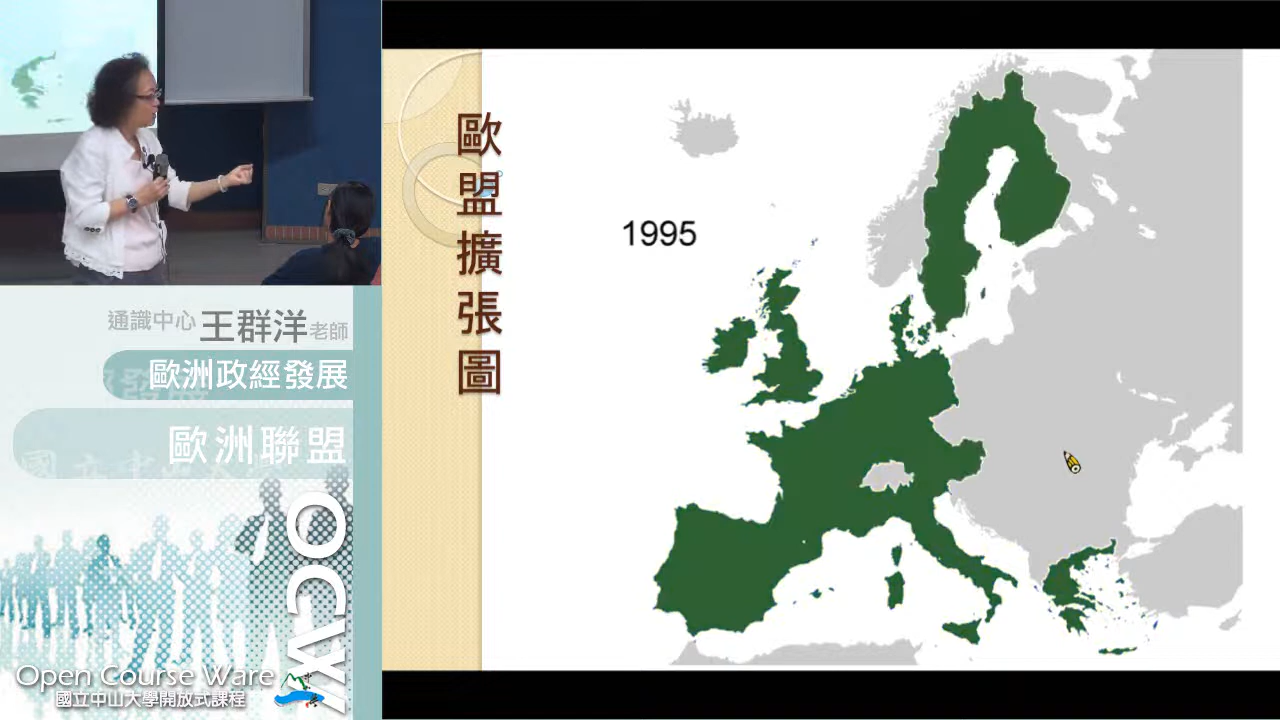 通識中心 王群洋 老師
歐洲政經發展
歐洲聯盟
OCW
Open Course Ware
國立中山大學開放式課程
歐盟擴張圖
1995